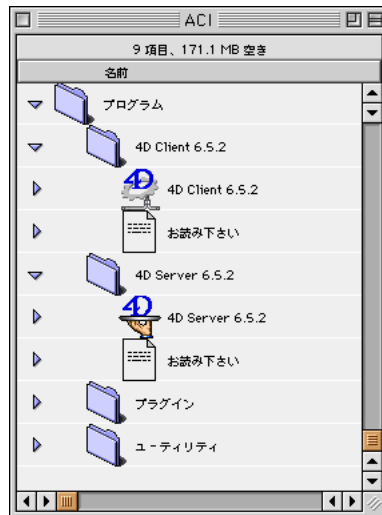 ACI
9 項目、171.1 MB 空き
名前
プログラム
4D Client 6.5.2
4D Client 6.5.2
お読み下さい
4D Server 6.5.2
4D Server 6.5.2
お読み下さい
プラグイン
ユーティリティ